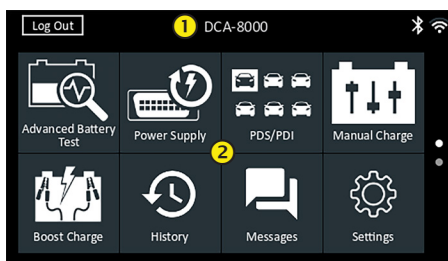 Log Out
1
DCA-8000
Advanced Battery
Test
Power Supply
2
PDS/PDI
Manual Charge
Boost Charge
History
Messages
Settings